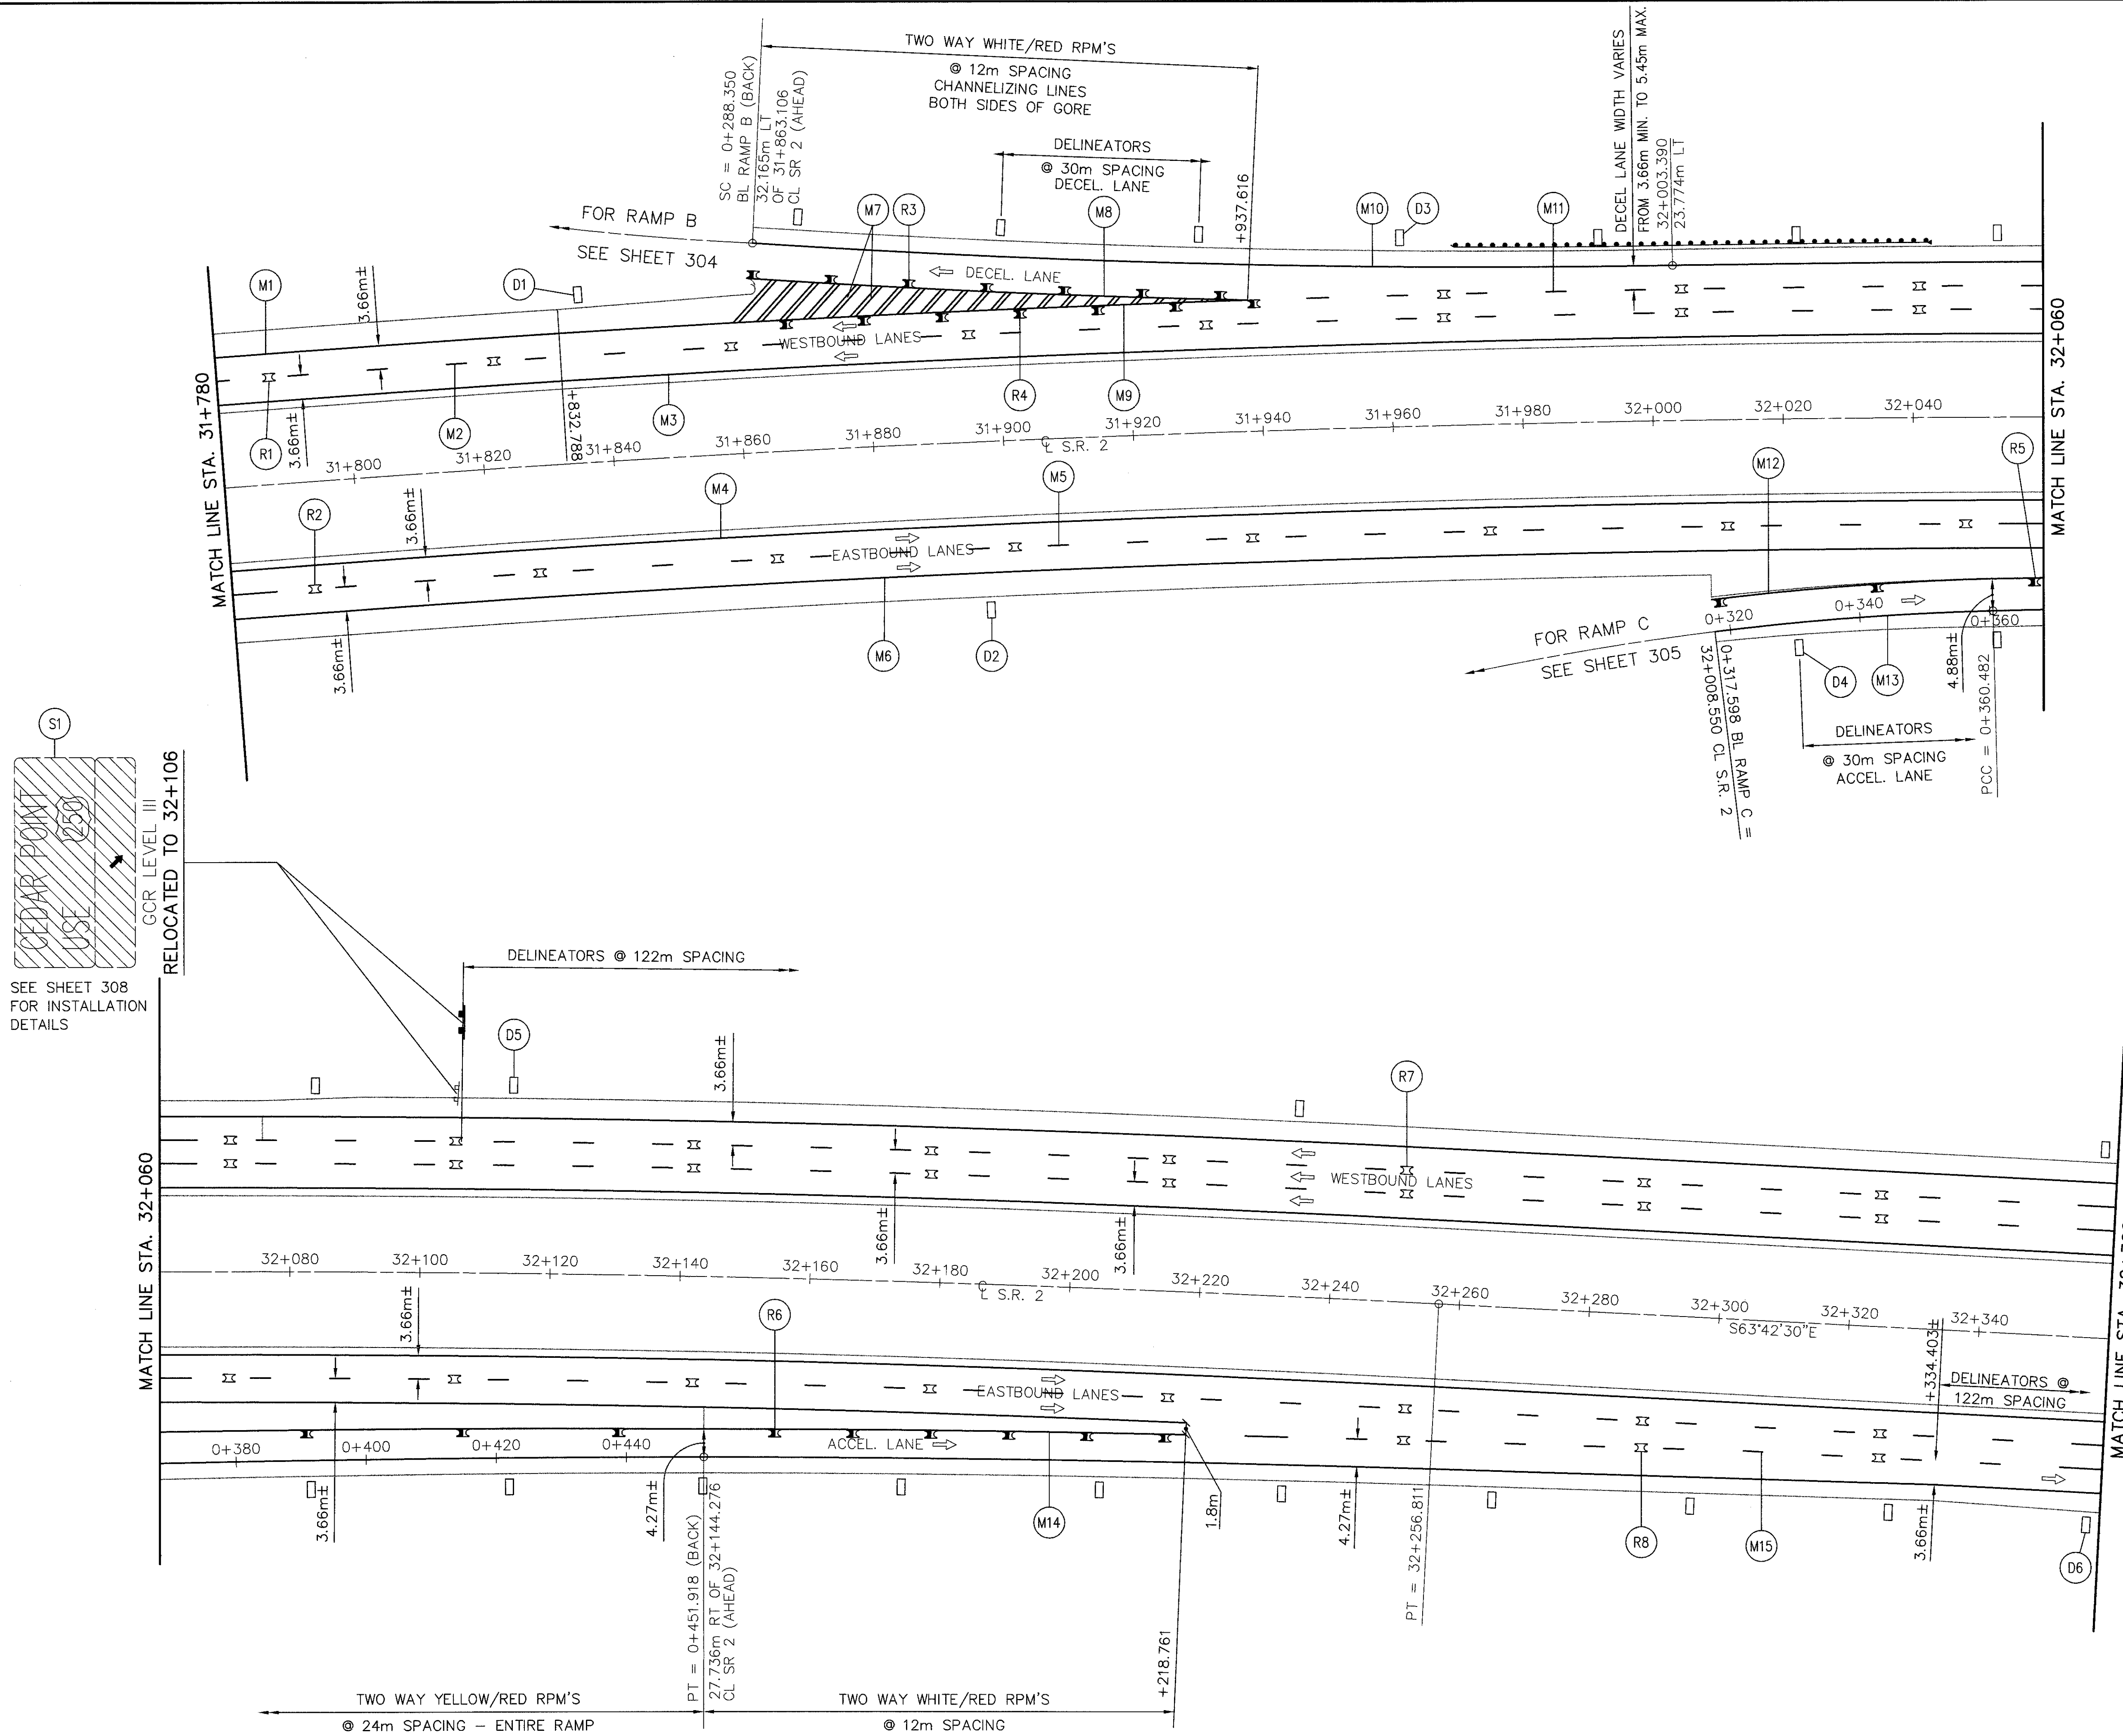 TWO WAY WHITE/RED RPM'S
@ 12m SPACING
CHANNELIZING LINES
BOTH SIDES OF GORE
DELINEATORS
@ 30m SPACING
DECEL. LANE
SC = 0+288.350
BL RAMP B (BACK)
32.165m LT
OF 31+863.106
CL SR 2 (AHEAD)
DECEL LANE WIDTH VARIES
FROM 3.66m MIN. TO 5.45m MAX.
32+003.390
23.774m LT
+937.616
FOR RAMP B
SEE SHEET 304
M7
R3
M8
M10
D3
M11
M1
D1
3.66m±
DECEL. LANE
WESTBOUND LANES
MATCH LINE STA. 31+780
MATCH LINE STA. 32+060
R1
3.66m±
M2
+832.788
M3
R4
M9
31+800
31+820
31+840
31+860
31+880
31+900
31+920
31+940
31+960
31+980
32+000
32+020
32+040
℄ S.R. 2
R2
3.66m±
M4
M5
M12
R5
EASTBOUND LANES
3.66m±
M6
D2
FOR RAMP C
SEE SHEET 305
0+320
0+340
0+360
0+317.598 BL RAMP C =
32+008.550 CL S.R. 2
D4
M13
4.88m±
PCC = 0+360.482
DELINEATORS
@ 30m SPACING
ACCEL. LANE
S1
CEDAR POINT
USE 250
GCR LEVEL III
RELOCATED TO 32+106
SEE SHEET 308
FOR INSTALLATION
DETAILS
DELINEATORS @ 122m SPACING
D5
3.66m±
R7
WESTBOUND LANES
MATCH LINE STA. 32+060
3.66m±
3.66m±
32+080
32+100
32+120
32+140
32+160
32+180
32+200
32+220
32+240
32+260
32+280
32+300
32+320
32+340
℄ S.R. 2
S63°42'30"E
3.66m±
R6
EASTBOUND LANES
+334.403±
DELINEATORS @
122m SPACING
MATCH LINE STA.
0+380
0+400
0+420
0+440
ACCEL. LANE
3.66m±
4.27m±
PT = 0+451.918 (BACK)
27.736m RT OF 32+144.276
CL SR 2 (AHEAD)
M14
1.8m
4.27m±
PT = 32+256.811
R8
M15
3.66m±
D6
+218.761
TWO WAY YELLOW/RED RPM'S
@ 24m SPACING – ENTIRE RAMP
TWO WAY WHITE/RED RPM'S
@ 12m SPACING